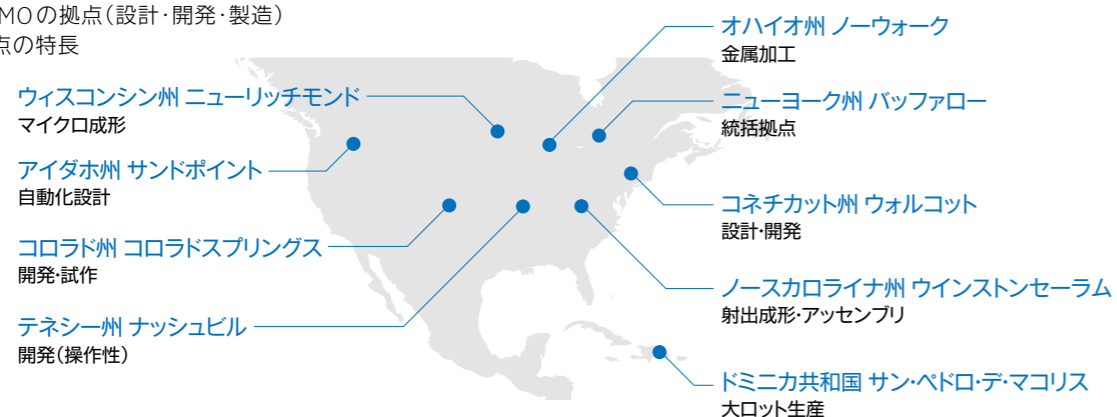 MOの拠点(設計・開発・製造)
点の特長
ウィスコンシン州 ニューリッチモンド
マイクロ成形
アイダホ州 サンドポイント
自動化設計
コロラド州 コロラドスプリングス
開発・試作
テネシー州 ナッシュビル
開発(操作性)
オハイオ州 ノーウォーク
金属加工
ニューヨーク州 バッファロー
統括拠点
コネチカット州 ウォルコット
設計・開発
ノースカロライナ州 ウインストンセーラム
射出成形・アッセンブリ
ドミニカ共和国 サン・ペドロ・デ・マコリス
大ロット生産